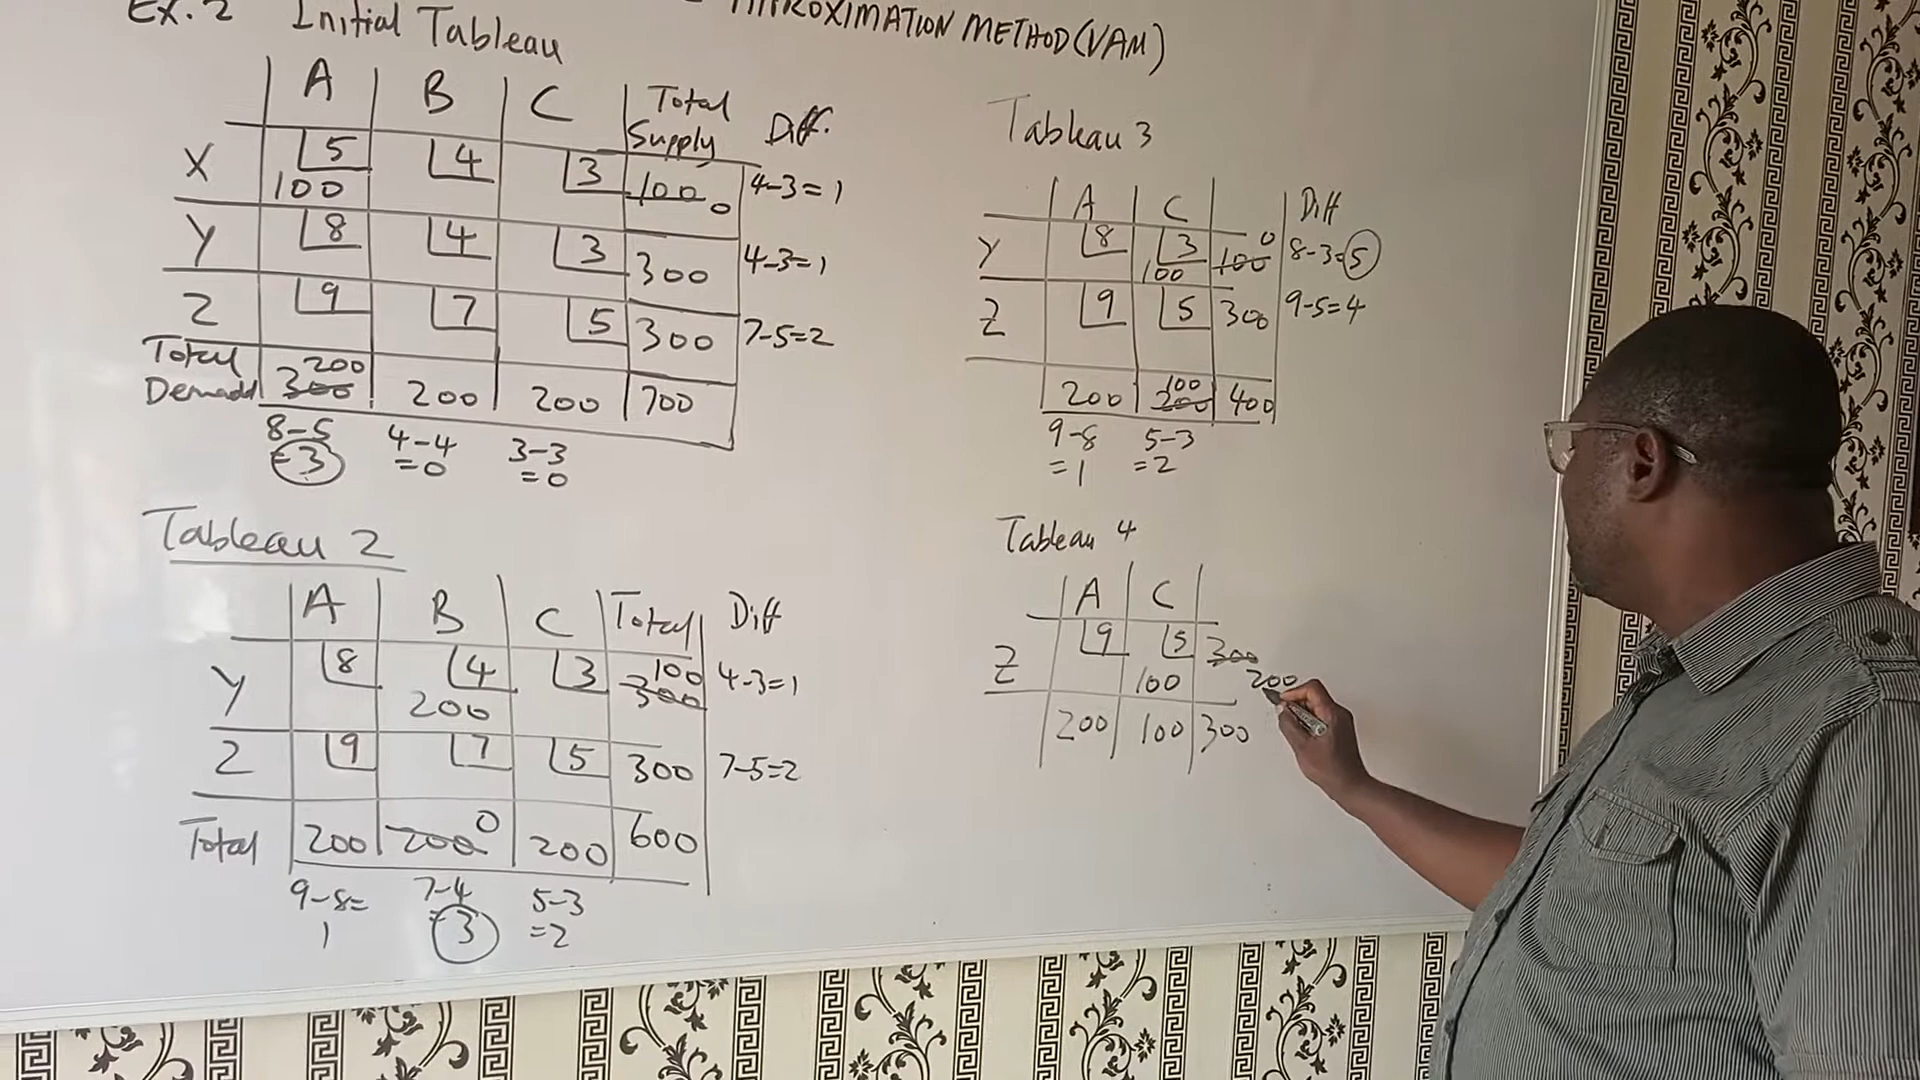 Ex. 2 Initial Tableau
APPROXIMATION METHOD (VAM)
A B C Total Supply Diff.
X 5 4 3 100 0 4-3=1
100
Y 8 4 3 300 4-3=1
Z 9 7 5 300 7-5=2
Total 200
Demand 300 200 200 700
8-5 4-4 3-3
=3 =0 =0
Tableau 2
A B C Total Diff
Y 8 4 3 100 4-3=1
200 300
Z 9 7 5 300 7-5=2
0
Total 200 200 200 600
9-8= 7-4 5-3
1 =3 =2
Tableau 3
A C Diff
0
Y 8 3 100 8-3=5
100
Z 9 5 300 9-5=4
100
200 200 400
9-8 5-3
=1 =2
Tableau 4
A C
Z 9 5 300
100 200
200 100 300